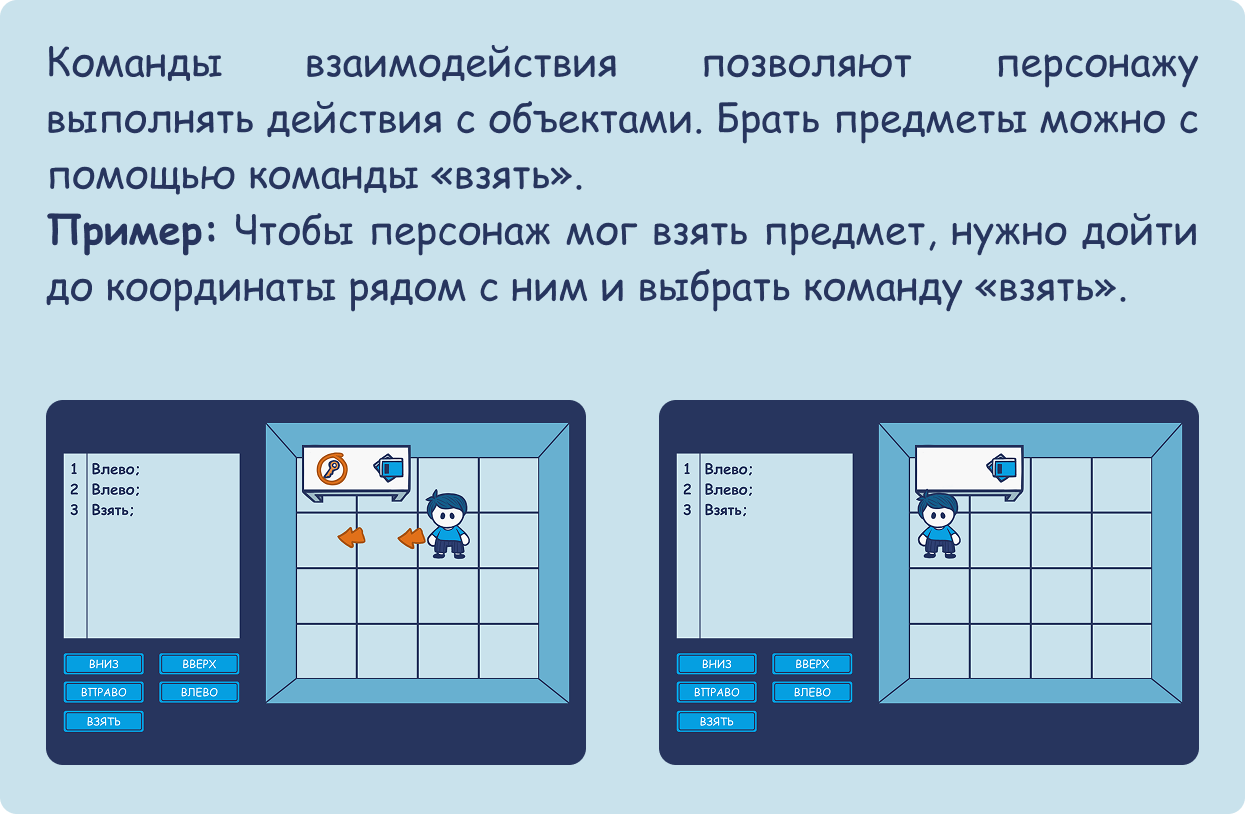 Команды взаимодействия позволяют персонажу
выполнять действия с объектами. Брать предметы можно с
помощью команды «взять».
Пример: Чтобы персонаж мог взять предмет, нужно дойти
до координаты рядом с ним и выбрать команду «взять».
1 Влево;
2 Влево;
3 Взять;
ВНИЗ ВВЕРХ
ВПРАВО ВЛЕВО
ВЗЯТЬ
1 Влево;
2 Влево;
3 Взять;
ВНИЗ ВВЕРХ
ВПРАВО ВЛЕВО
ВЗЯТЬ